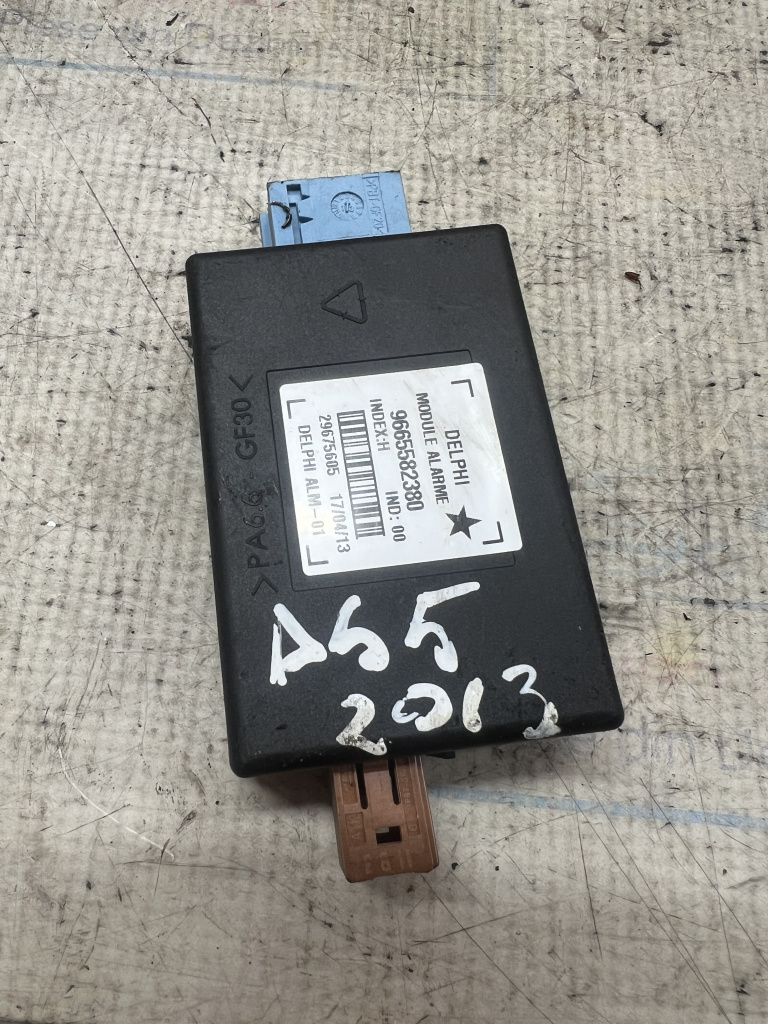 DELPHI
MODULE ALARME
9665582380
INDEX:H IND: 00
29675605 17/04/13
DELPHI ALM-01
>PA6.6 - GF30<
DS5
2013